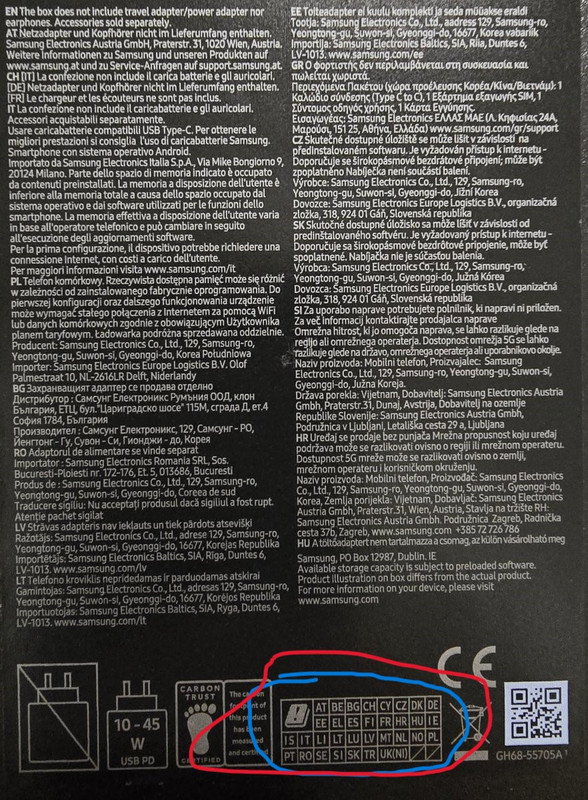 EN The box does not include travel adapter/power adapter nor
earphones. Accessories sold separately.
AT Netzadapter und Kopfhörer nicht im Lieferumfang enthalten.
Samsung Electronics Austria GmbH, Praterstr. 31, 1020 Wien, Austria.
Weitere Informationen zu Samsung und unseren Produkten auf
www.samsung.at und zu Service-Anfragen auf support.samsung.at.
CH [IT] La confezione non include il carica batterie e gli auricolari.
[DE] Netzadapter und Kopfhörer nicht im Lieferumfang enthalten.
[FR] Le chargeur et les écouteurs ne sont pas inclus.
IT La confezione non include il caricabatterie e gli auricolari.
Accessori acquistabili separatamente.
Usare caricabatterie compatibili USB Type-C. Per ottenere le
migliori prestazioni si consiglia l'uso di caricabatterie Samsung.
Smartphone con sistema operativo Android.
Importato da Samsung Electronics Italia S.p.A., Via Mike Bongiorno 9,
20124 Milano. Parte dello spazio di memoria indicato è occupato
da contenuti preinstallati. La memoria a disposizione dell'utente è
inferiore alla memoria totale a causa dello spazio occupato dal
sistema operativo e dal software utilizzato per le funzioni dello
smartphone. La memoria effettiva a disposizione dell'utente varia
in base all'operatore telefonico e può cambiare in seguito
all'esecuzione degli aggiornamenti software.
Per la prima configurazione, il dispositivo potrebbe richiedere una
connessione Internet, con costi a carico dell'utente.
Per maggiori informazioni visita www.samsung.com/it
PL Telefon komórkowy. Rzeczywista dostępna pamięć może się różnić
w zależności od zainstalowanego fabrycznie oprogramowania. Do
pierwszej konfiguracji oraz dalszego funkcjonowania urządzenie
może wymagać stałego połączenia z Internetem za pomocą WiFi
lub danych komórkowych zgodnie z obowiązującym Użytkownika
planem taryfowym, ładowarka podróżna sprzedawana oddzielnie.
Producent: Samsung Electronics Co., Ltd., 129, Samsung-ro,
Yeongtong-gu, Suwon-si, Gyeonggi-do, Korea Południowa
Importer: Samsung Electronics Europe Logistics B.V. Olof
Palmestraat 10, NL-2616LR Delft, Niderlandy
BG Захранващият адаптер се продава отделно
Дистрибутор : Самсунг Електроникс Румъния ООД, клон
България, ЕТЦ, бул."Цариградско шосе" 115М, сграда Д, ет.4
София 1784, България
Производител : Самсунг Електроникс, 129, Самсунг - ро,
Йенгтонг - Гу, Сувон - Си, Гионджи - до, Корея
RO Adaptorul de alimentare se vinde separat
Importator : Samsung Electronics Romania SRL, Sos.
Bucuresti-Ploiesti nr. 172-176, Et. 5, 013686, Bucuresti
Produs de : Samsung Electronics Co., Ltd, 129, Samsung-ro,
Yeongtong-gu, Suwon-si, Gyeonggi-do, Coreea de sud
Traducere sigiliu: Nu acceptați produsul dacă sigiliul a fost rupt.
Atenție pachet sigilat
LV Strāvas adapteris nav iekļauts un tiek pārdots atsevišķi
Ražotājs: Samsung Electronics Co., Ltd., adrese 129, Samsung-ro,
Yeongtong-gu, Suwon-si, Gyeonggi-do, 16677, Korejas Republika
Importētājs: Samsung Electronics Baltics, SIA, Rīga, Duntes 6,
LV-1013. www.samsung.com/lv
LT Telefono kroviklis nepridedamas ir parduodamas atskirai
Gamintojas: Samsung Electronics Co., Ltd., adresas 129, Samsung-ro,
Yeongtong-gu, Suwon-si, Gyeonggi-do, 16677, Korėjos Republika
Importuotojas: Samsung Electronics Baltics, SIA, Ryga, Duntes 6,
LV-1013. www.samsung.com/lt
EE Toiteadapter ei kuulu komplekti ja seda müüakse eraldi
Tootja: Samsung Electronics Co., Ltd., aadress 129, Samsung-ro,
Yeongtong-gu, Suwon-si, Gyeonggi-do, 16677, Korea vabariik
Importija: Samsung Electronics Baltics, SIA, Riia, Duntes 6,
LV-1013. www.samsung.com/ee
GR Ο φορτιστής δεν περιλαμβάνεται στη συσκευασία και
πωλείται χωριστά.
Περιεχόμενα Πακέτου (χώρα προέλευσης Κορέα/Κίνα/Βιετνάμ): 1
Καλώδιο σύνδεσης (Type C to C), 1 Εξάρτημα εξαγωγής SIM, 1
Σύντομος οδηγός χρήσης, 1 Κάρτα Εγγύησης.
Εισαγωγέας: Samsung Electronics ΕΛΛΑΣ ΜΑΕ (Λ. Κηφισίας 24Α,
Μαρούσι, 151 25, Αθήνα, Ελλάδα) www.samsung.com/gr/support
CZ Skutečně dostupné úložiště se může lišit v závislosti na
předinstalovaném softwaru. Je vyžadován přístup k internetu -
Doporučuje se širokopásmové bezdrátové připojení; může být
zpoplatněno Nabíječka není součástí balení.
Výrobce: Samsung Electronics Co., Ltd, 129, Samsung-ro,
Yeongtong-gu, Suwon-si, Gyeonggi-do, Jižní Korea
Dovozce: Samsung Electronics Europe Logistics B.V., organizačná
zložka, 318, 924 01 Gáň, Slovenská republika
SK Skutočné dostupné úložisko sa môže líšiť v závislosti od
predinštalovaného softvéru. Je vyžadovaný prístup k internetu -
Doporučuje sa širokopásmové bezdrôtové pripojenie, môže byť
spoplatnené. Nabíjačka nie je súčasťou balenia.
Výrobca: Samsung Electronics Co., Ltd, 129, Samsung-ro,
Yeongtong-gu, Suwon-si, Gyeonggi-do, Južná Kórea
Dovozca: Samsung Electronics Europe Logistics B.V., organizačná
zložka, 318, 924 01 Gáň, Slovenská republika
SI Za uporabo naprave potrebujete polnilnik, ki napravi ni priložen.
Za več informacij kontaktirajte prodajalca naprave
Omrežna hitrost, ki jo omogoča naprava, se lahko razlikuje glede na
regijo ali omrežnega operaterja. Dostopnost 5G se lahko
razlikuje glede na državo, omrežnega operaterja ali uporabnikovo okolje.
Naziv proizvoda: Mobilni telefon, Proizvajalec: Samsung
Electronics Co., Ltd., 129, Samsung-ro, Yeongtong-gu, Suwon-si,
Gyeonggi-do, Južna Koreja.
Država porekla: Vijetnam, Dobavitelj: Samsung Electronics Austria
Gmbh, Praterstr.31, Dunaj, Avstrija, Dobavitelj na ozemlje
Republike Slovenije: Samsung Electronics Austria GmbH,
Podružnica v Ljubljani, Letališka cesta 29 a, Ljubljana
HR Uređaj se prodaje bez punjača Mrežna propusnost koju uređaj
podržava može se razlikovati ovisno o regiji ili mrežnom operateru.
Dostupnost 5G mreže može se razlikovati ovisno o zemlji,
mrežnom operateru i korisničkom okruženju.
Naziv proizvoda: Mobilni telefon, Proizvođač: Samsung Electronics
Co., Ltd., 129, Samsung-ro, Yeongtong-gu, Suwon-si, Gyeonggi-do,
Korea, Zemlja porijekla: Vijetnam, Dobavljač: Samsung Electronics
Austria GmbH, Praterstr.31, Wien, Austria, Stavlja na tržište RH:
Samsung Electronics Austria GmbH. Podružnica Zagreb, Radnička
cesta 37b, Zagreb, www.samsung.com +385 72 726 786
HU A töltőadapter nem tartalmazza a csomag, az külön vásárolható meg
Samsung, PO Box 12987, Dublin. IE
Available storage capacity is subject to preloaded software.
Product illustration on box differs from the actual product.
For more information on your device, please visit
www.samsung.com
10 - 45
W
USB PD
CARBON
TRUST
CERTIFIED
The carbon
footprint of
this product
has been
measured
and certified
AT BE BG CH CY CZ DK DE
EE EL ES FI FR HR HU IE
IS IT LI LT LU LV MT NL NO PL
PT RO SE SI SK TR UK(NI)
CE
GH68-55705A